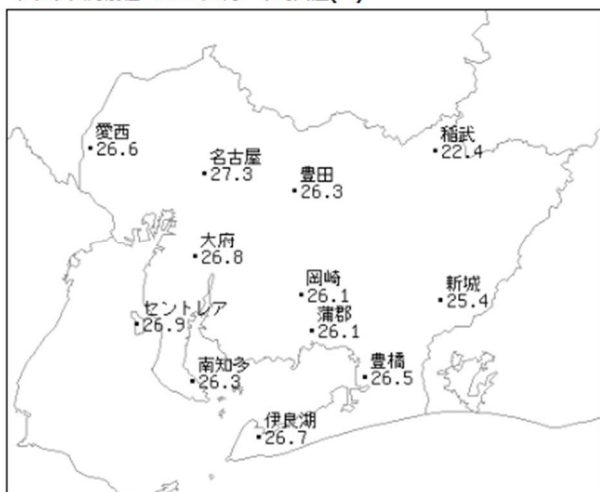 愛西
26.6
稲武
22.4
名古屋
27.3
豊田
26.3
大府
26.8
岡崎
26.1
新城
25.4
セントレア
26.9
蒲郡
26.1
南知多
26.3
豊橋
26.5
伊良湖
26.7